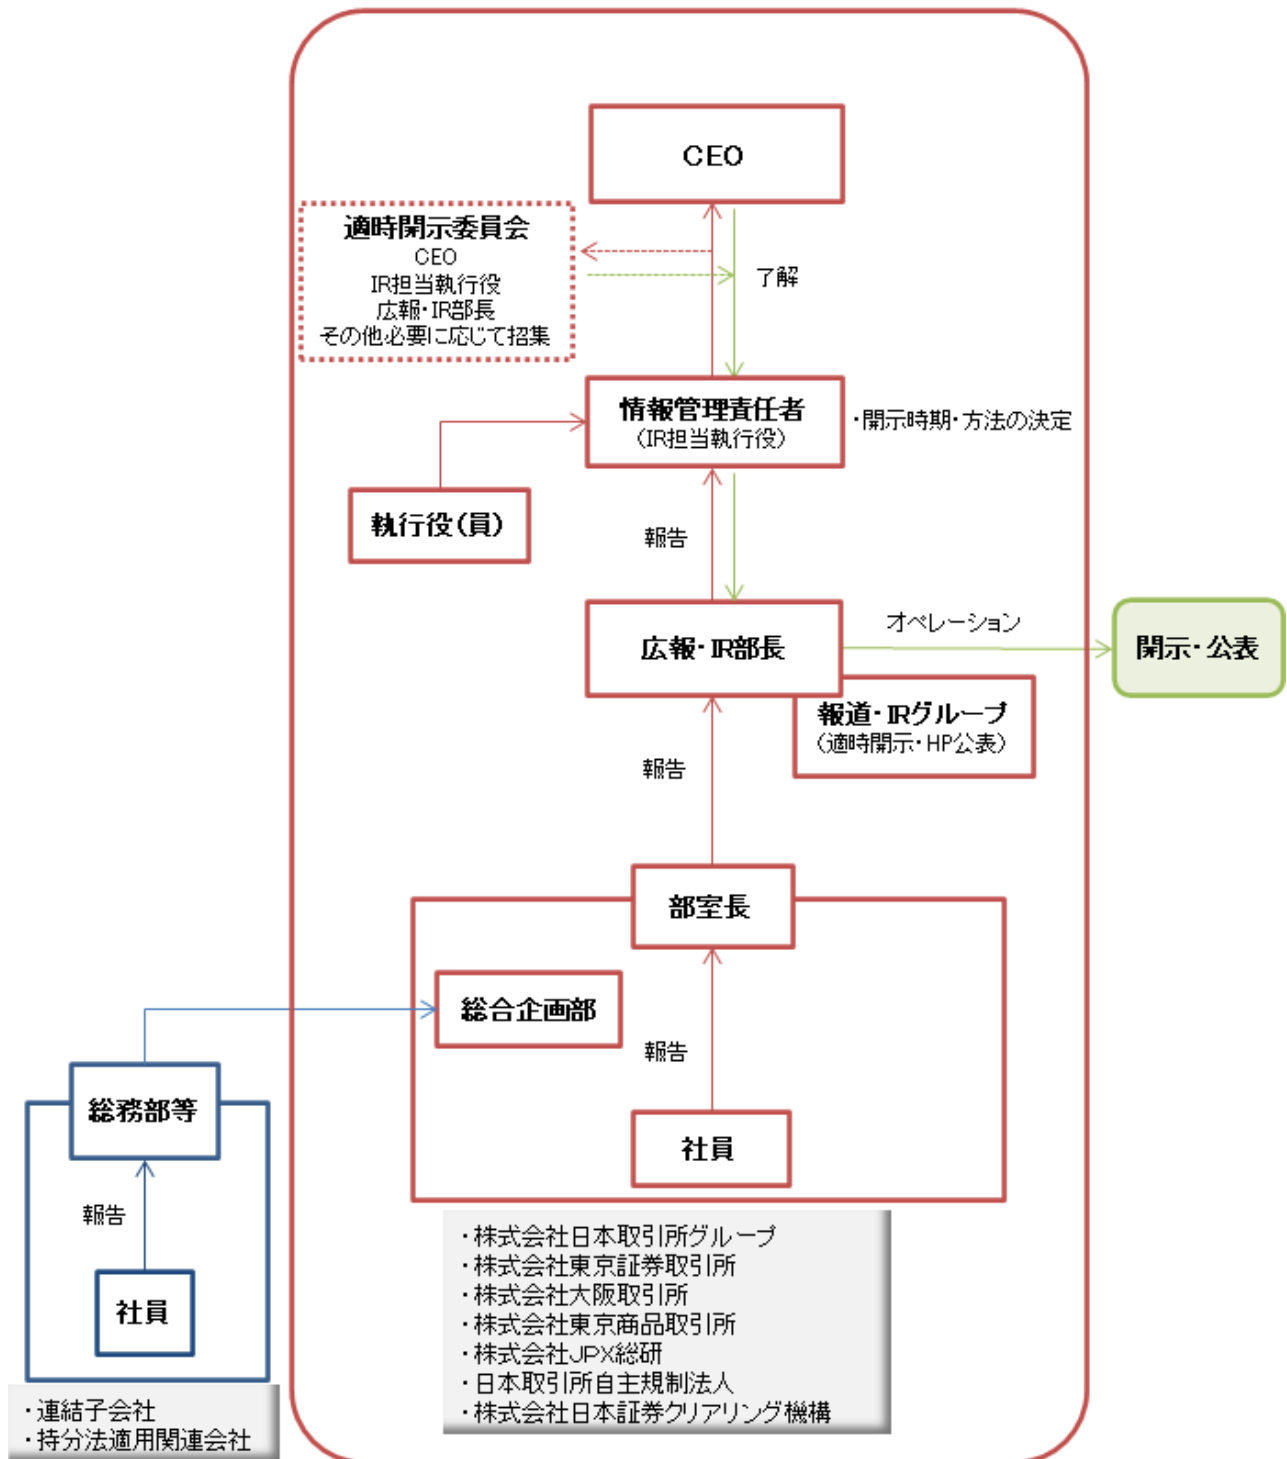 CEO
適時開示委員会
CEO
IR担当執行役
広報・IR部長
その他必要に応じて招集
了解
情報管理責任者
（IR担当執行役）
・開示時期・方法の決定
執行役（員）
報告
広報・IR部長
オペレーション
開示・公表
報道・IRグループ
（適時開示・HP公表）
報告
部室長
総合企画部
報告
社員
総務部等
報告
社員
・連結子会社
・持分法適用関連会社
・株式会社日本取引所グループ
・株式会社東京証券取引所
・株式会社大阪取引所
・株式会社東京商品取引所
・株式会社JPX総研
・日本取引所自主規制法人
・株式会社日本証券クリアリング機構